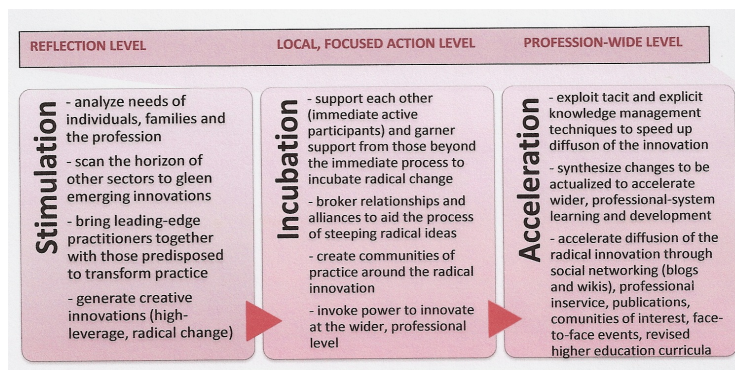 REFLECTION LEVEL
LOCAL, FOCUSED ACTION LEVEL
PROFESSION-WIDE LEVEL
Stimulation
- analyze needs of
individuals, families and
the profession
- scan the horizon of
other sectors to gleen
emerging innovations
- bring leading-edge
practitioners together
with those predisposed
to transform practice
- generate creative
innovations (high-
leverage, radical change)
Incubation
- support each other
(immediate active
participants) and garner
support from those beyond
the immediate process to
incubate radical change
- broker relationships and
alliances to aid the process
of steeping radical ideas
- create communities of
practice around the radical
innovation
- invoke power to innovate
at the wider, professional
level
Acceleration
- exploit tacit and explicit
knowledge management
techniques to speed up
diffusion of the innovation
- synthesize changes to be
actualized to accelerate
wider, professional-system
learning and development
- accelerate diffusion of the
radical innovation through
social networking (blogs
and wikis), professional
inservice, publications,
comunities of interest, face-
to-face events, revised
higher education curricula